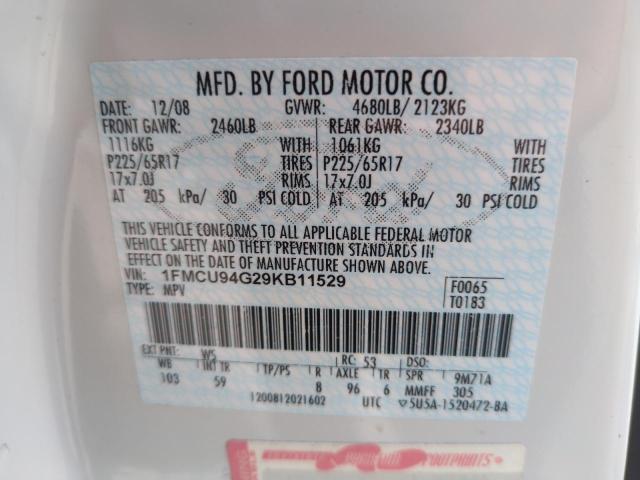 MFD. BY FORD MOTOR CO.
DATE: 12/08 GVWR: 4680LB/ 2123KG
FRONT GAWR: 2460LB REAR GAWR: 2340LB
1116KG WITH 1061KG WITH
P225/65R17 TIRES P225/65R17 TIRES
17x7.0J RIMS 17x7.0J RIMS
AT 205 kPa/ 30 PSI COLD AT 205 kPa/ 30 PSI COLD
THIS VEHICLE CONFORMS TO ALL APPLICABLE FEDERAL MOTOR
VEHICLE SAFETY AND THEFT PREVENTION STANDARDS IN
EFFECT ON THE DATE OF MANUFACTURE SHOWN ABOVE.
VIN: 1FMCU94G29KB11529 F0065
TYPE: MPV T0183
EXT PNT: W5 RC: 53 DSO:
WB INT TR TP/PS R AXLE TR SPR 9M71A
103 59 8 96 6 MMFF 305
1200812021602 UTC ▽5U5A-1520472-BA
FOOTPRINTS